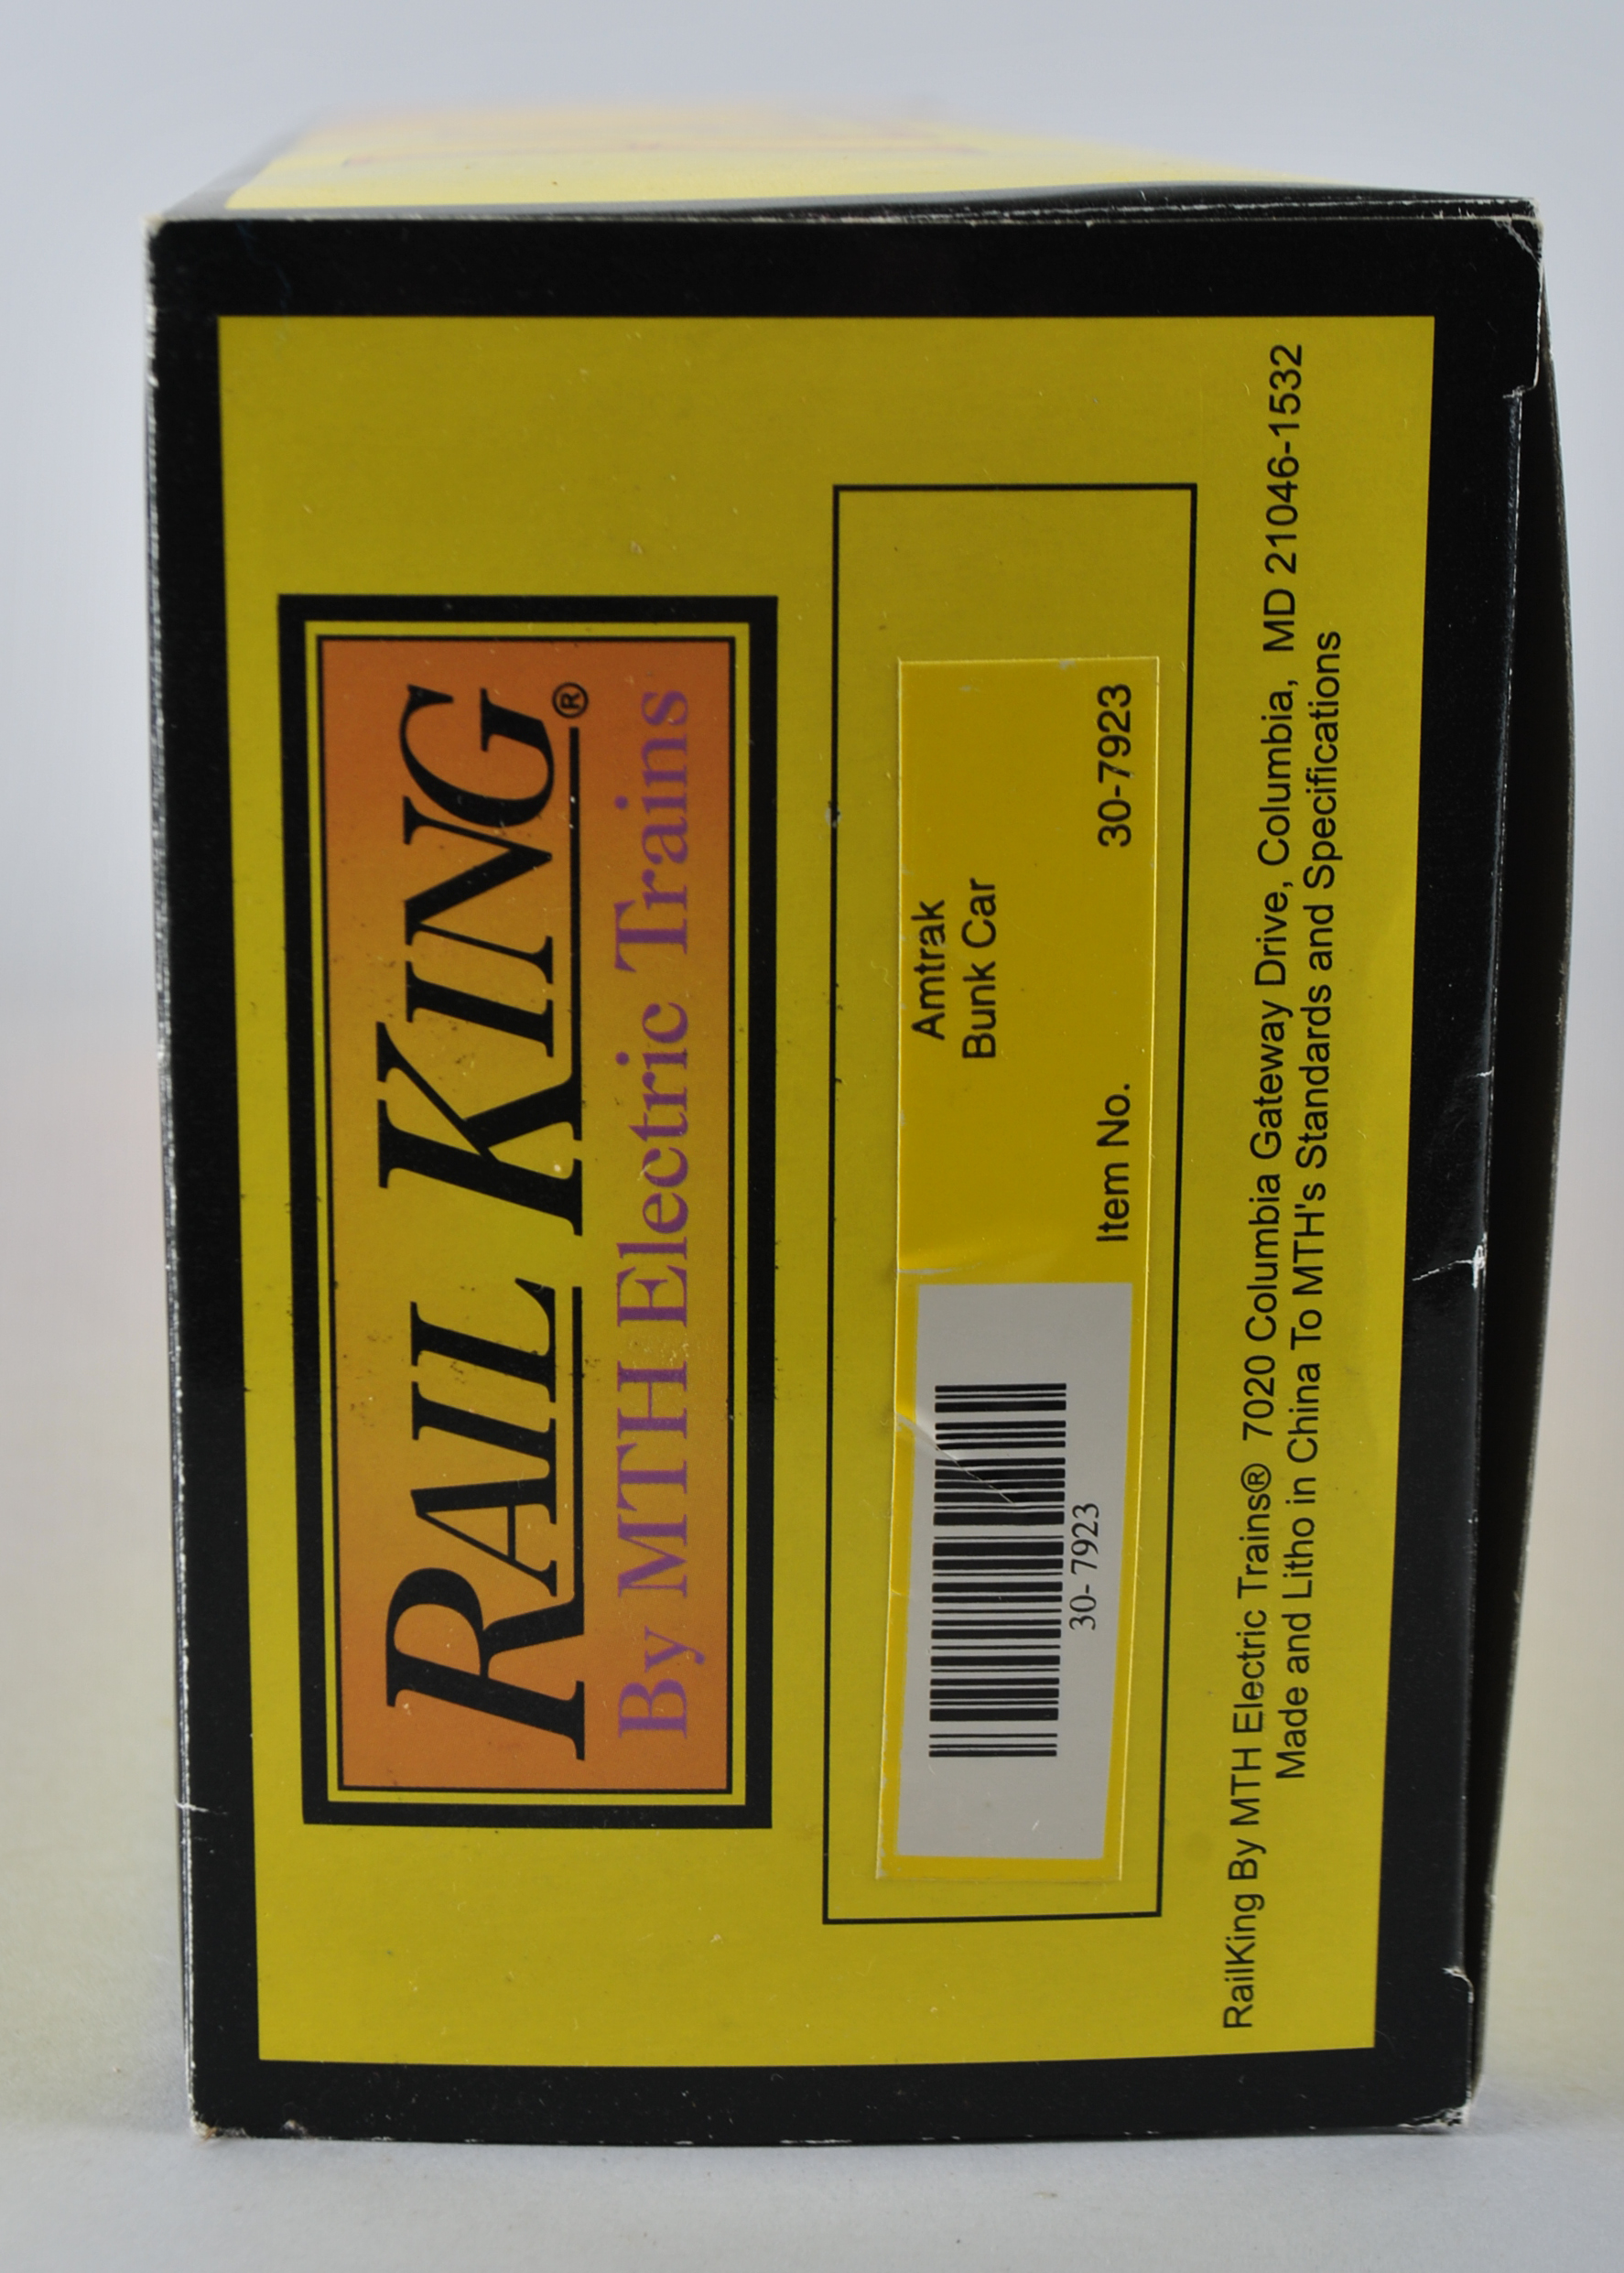 RAIL KING®
By MTH Electric Trains
Amtrak
Bunk Car
Item No. 30-7923
30- 7923
RailKing By MTH Electric Trains® 7020 Columbia Gateway Drive, Columbia, MD 21046-1532
Made and Litho in China To MTH's Standards and Specifications